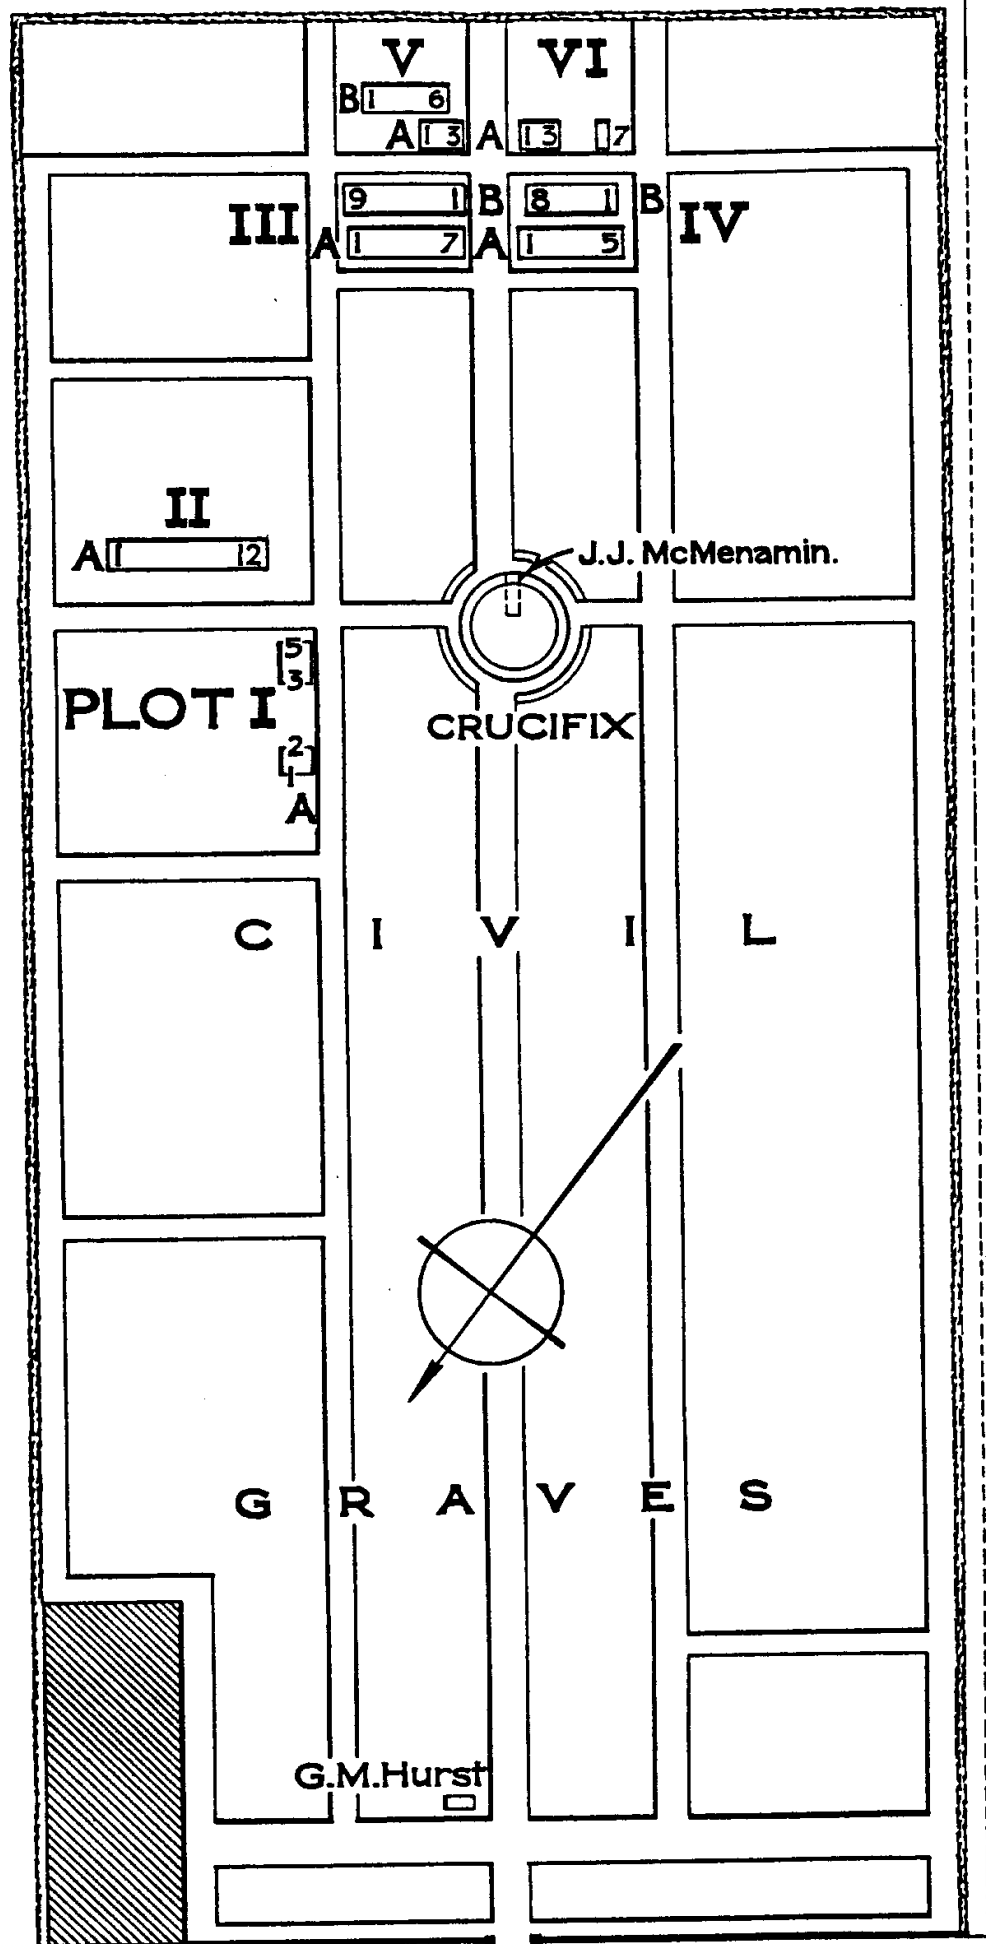 V VI
B 1 6
A 1 3 A 1 3 7
III 9 1 B 8 1 B IV
A 1 7 A 1 5
J.J. McMenamin.
II
A 1 12
5
3
PLOT I
CRUCIFIX
2
1
A
C I V I L
G R A V E S
G.M.Hurst